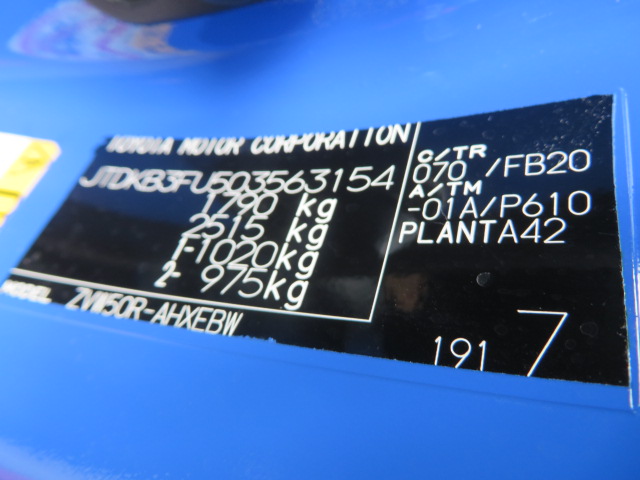 TOYOTA MOTOR CORPORATION
JTDKB3FU503563154
1790 kg
2515 kg
1-1020kg
2- 975kg
MODEL ZVW50R-AHXEBW
C/TR
070 /FB20
A/TM
-01A/P610
PLANTA42
191 7